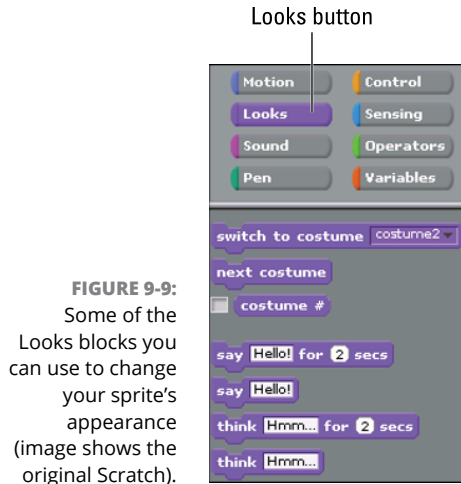 Looks button
Motion Control
Looks Sensing
Sound Operators
Pen Variables
switch to costume costume2
next costume
costume #
say Hello! for 2 secs
say Hello!
think Hmm... for 2 secs
think Hmm...
FIGURE 9-9:
Some of the
Looks blocks you
can use to change
your sprite’s
appearance
(image shows the
original Scratch).